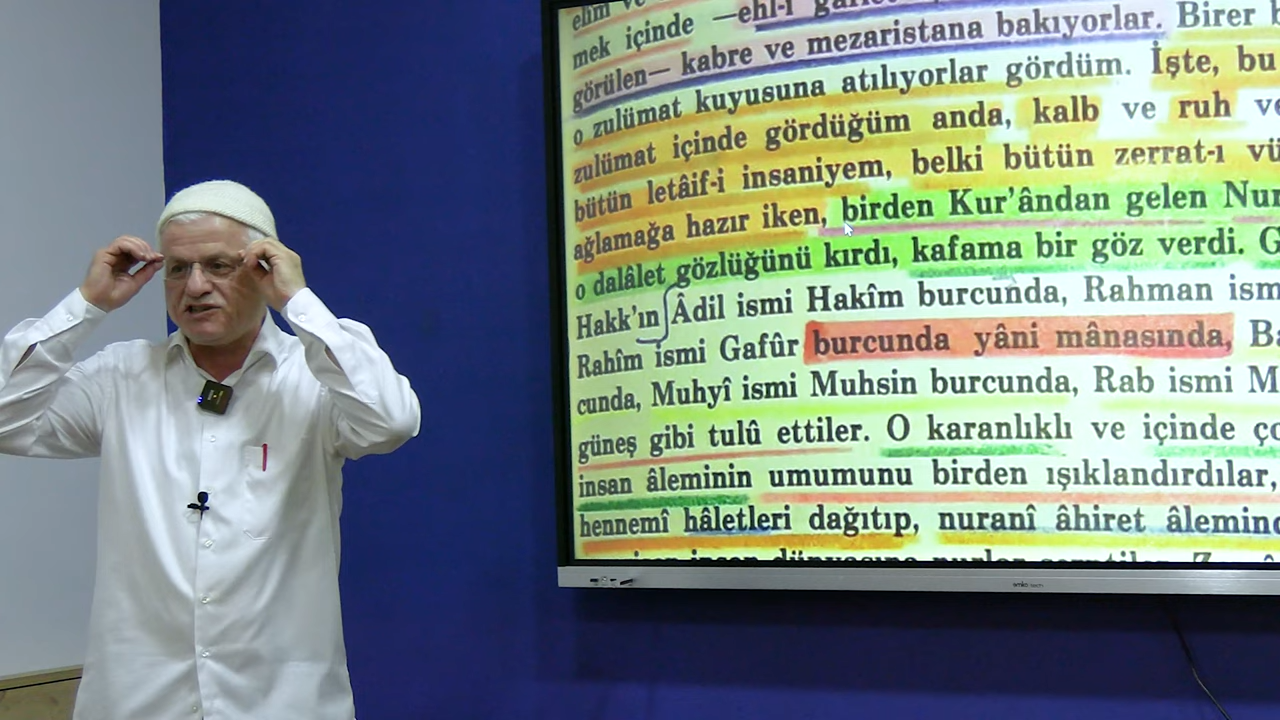 mek içinde —ehl-i
görülen— kabre ve mezaristana bakıyorlar. Birer
o zulümat kuyusuna atılıyorlar gördüm. İşte, bu
zulümat içinde gördüğüm anda, kalb ve ruh
bütün letâif-i insaniyem, belki bütün zerrat-ı
ağlamağa hazır iken, birden Kur'ândan gelen
o dalâlet gözlüğünü kırdı, kafama bir göz verdi.
Hakk'ın Âdil ismi Hakîm burcunda, Rahman
Rahîm ismi Gafûr burcunda yâni mânasında,
cunda, Muhyî ismi Muhsin burcunda, Rab ismi
güneş gibi tulû ettiler. O karanlıklı ve içinde
insan âleminin umumunu birden ışıklandırdılar,
hennemî hâletleri dağıtıp, nuranî âhiret